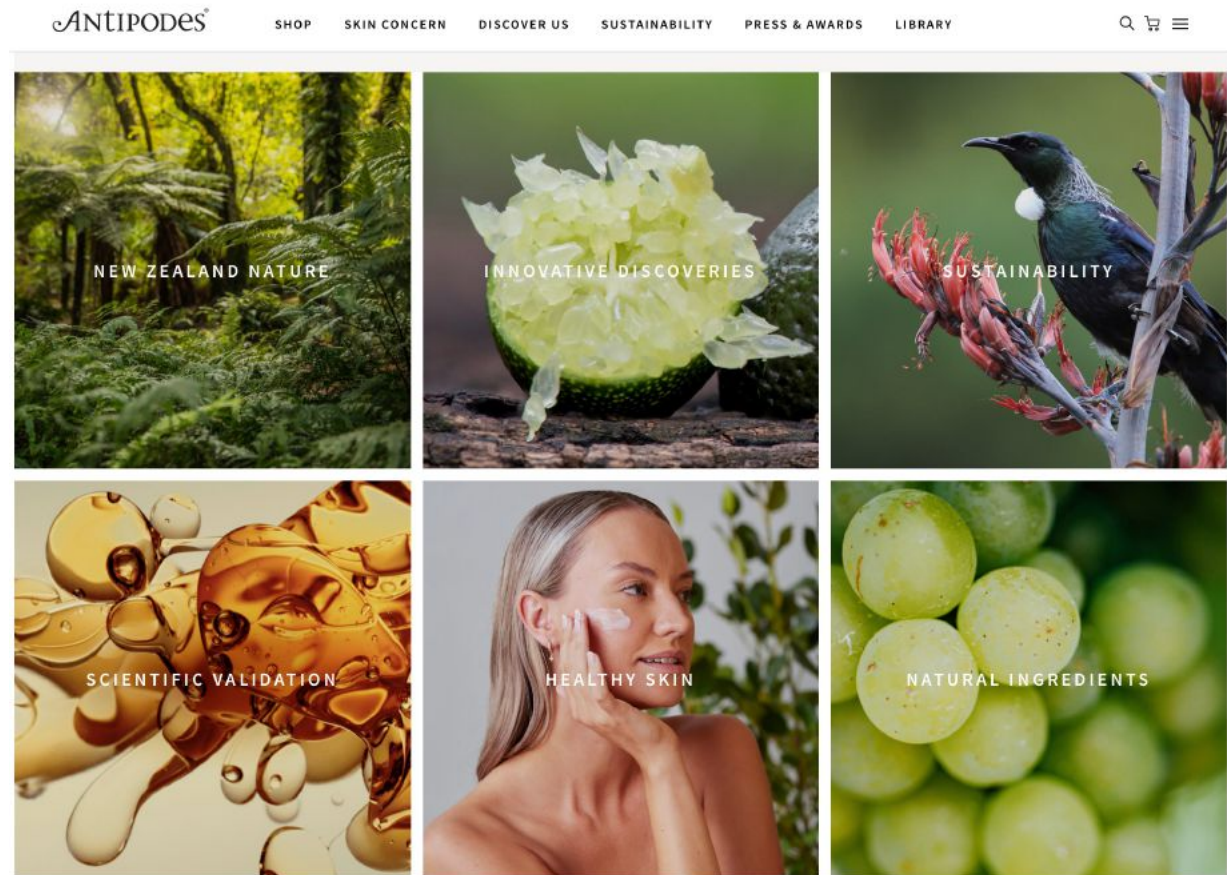 ANTIPODES®
SHOP SKIN CONCERN DISCOVER US SUSTAINABILITY PRESS & AWARDS LIBRARY
NEW ZEALAND NATURE
INNOVATIVE DISCOVERIES
SUSTAINABILITY
SCIENTIFIC VALIDATION
HEALTHY SKIN
NATURAL INGREDIENTS